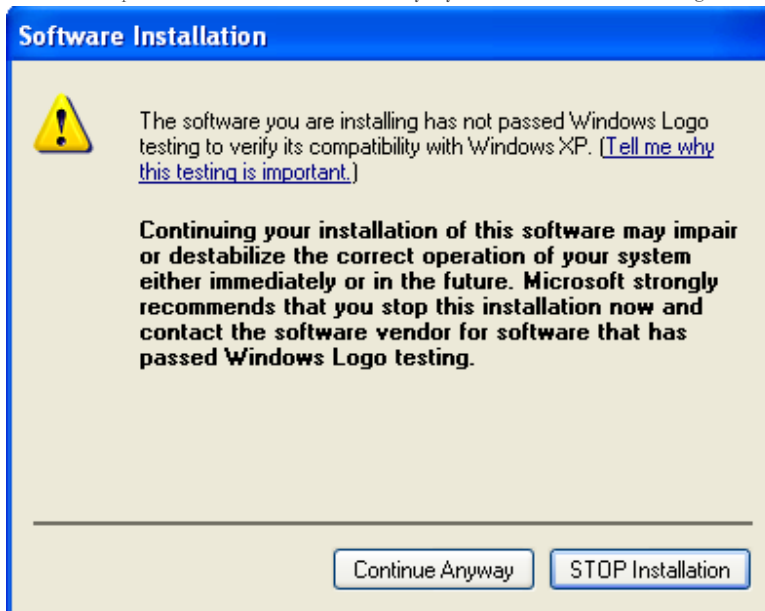 Software Installation
The software you are installing has not passed Windows Logo
testing to verify its compatibility with Windows XP. (Tell me why
this testing is important.)
Continuing your installation of this software may impair
or destabilize the correct operation of your system
either immediately or in the future. Microsoft strongly
recommends that you stop this installation now and
contact the software vendor for software that has
passed Windows Logo testing.
Continue Anyway
STOP Installation